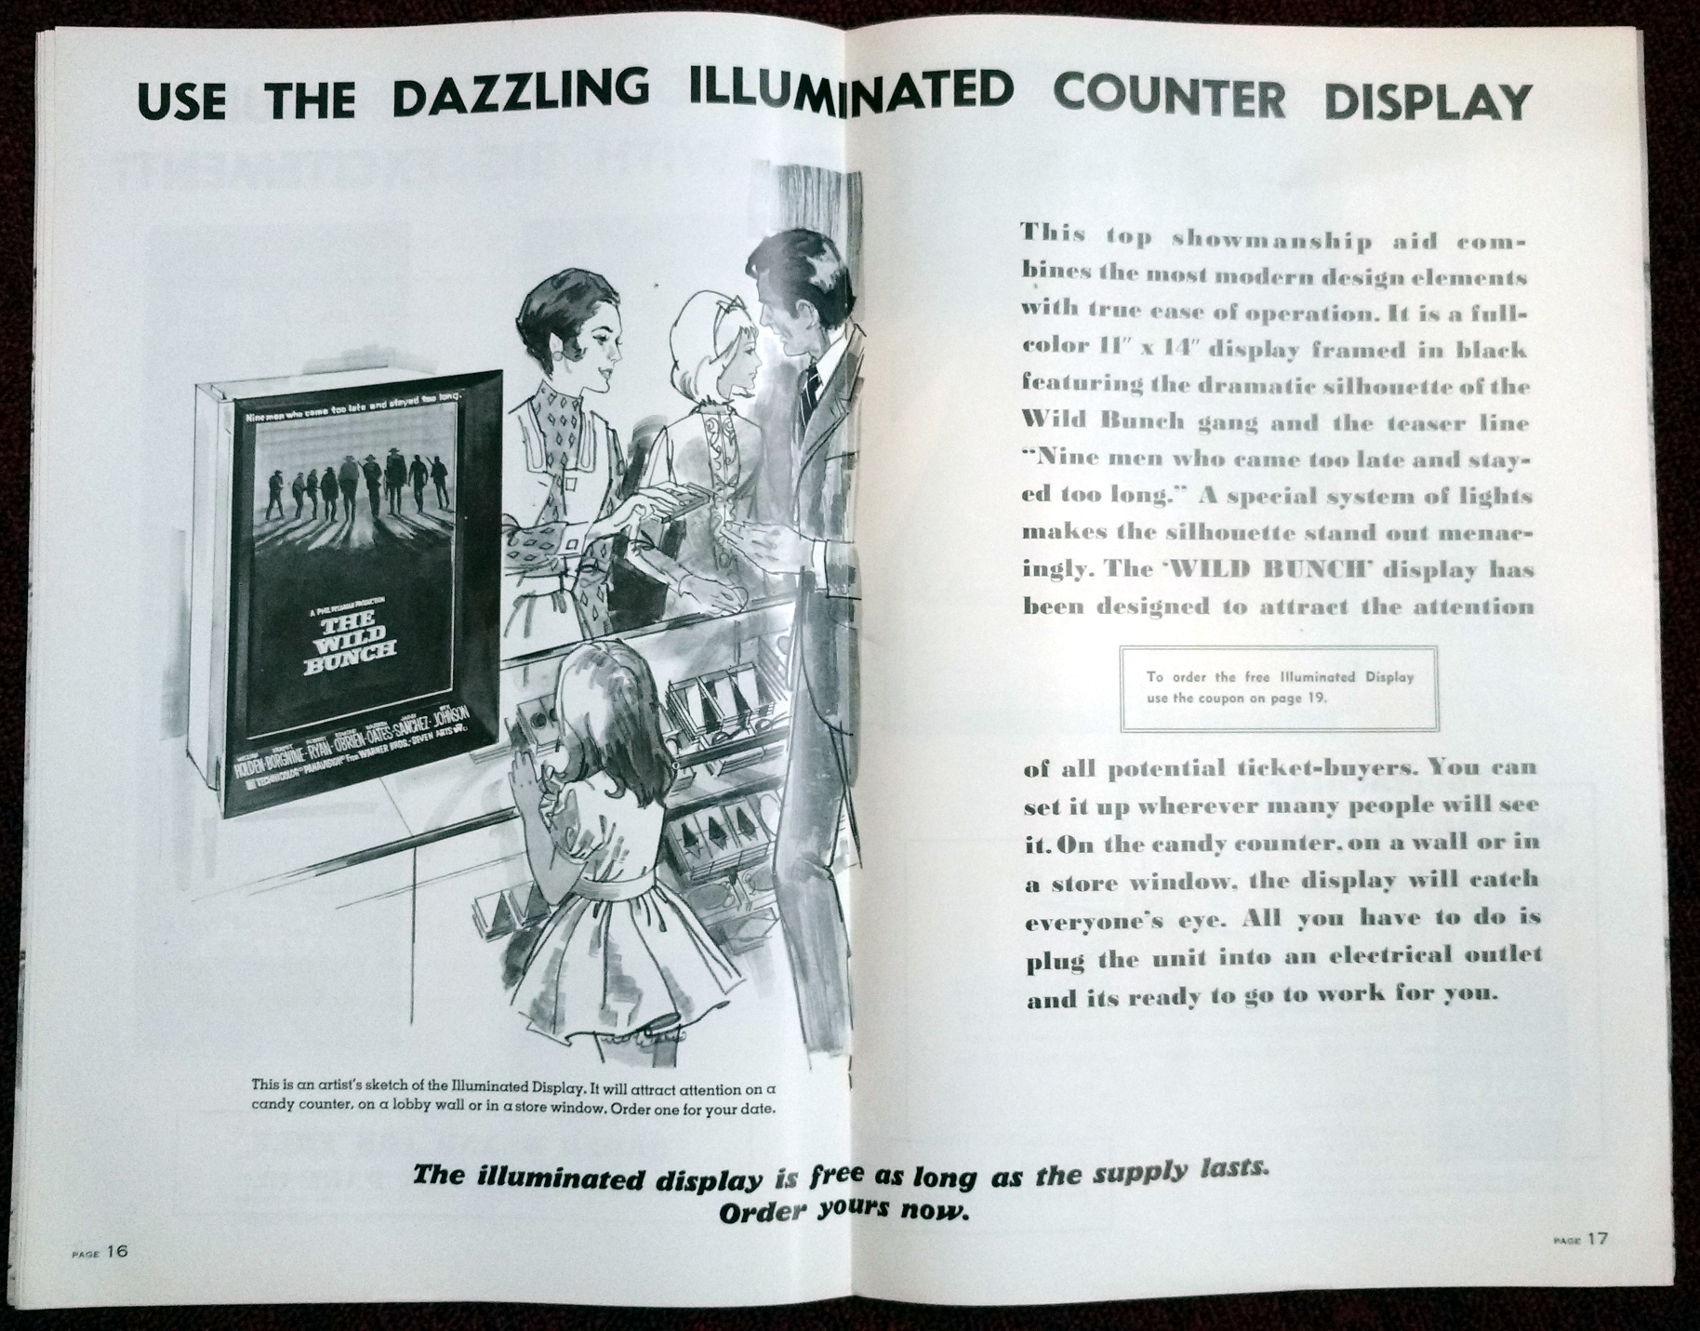 USE THE DAZZLING ILLUMINATED COUNTER DISPLAY
Nine men who came too late and stayed too long.
A PHIL FELDMAN PRODUCTION
THE
WILD
BUNCH
WILLIAM ERNEST ROBERT EDMOND WARREN JAIME BEN
HOLDEN-BORGNINE-RYAN-O'BRIEN-OATES-SANCHEZ-JOHNSON
TECHNICOLOR® PANAVISION® From WARNER BROS.-SEVEN ARTS
This is an artist's sketch of the Illuminated Display. It will attract attention on a
candy counter, on a lobby wall or in a store window. Order one for your date.
This top showmanship aid com-
bines the most modern design elements
with true ease of operation. It is a full-
color 11" x 14" display framed in black
featuring the dramatic silhouette of the
Wild Bunch gang and the teaser line
"Nine men who came too late and stay-
ed too long." A special system of lights
makes the silhouette stand out menac-
ingly. The 'WILD BUNCH' display has
been designed to attract the attention
To order the free Illuminated Display
use the coupon on page 19.
of all potential ticket-buyers. You can
set it up wherever many people will see
it. On the candy counter, on a wall or in
a store window, the display will catch
everyone's eye. All you have to do is
plug the unit into an electrical outlet
and its ready to go to work for you.
The illuminated display is free as long as the supply lasts.
Order yours now.
PAGE 16
PAGE 17